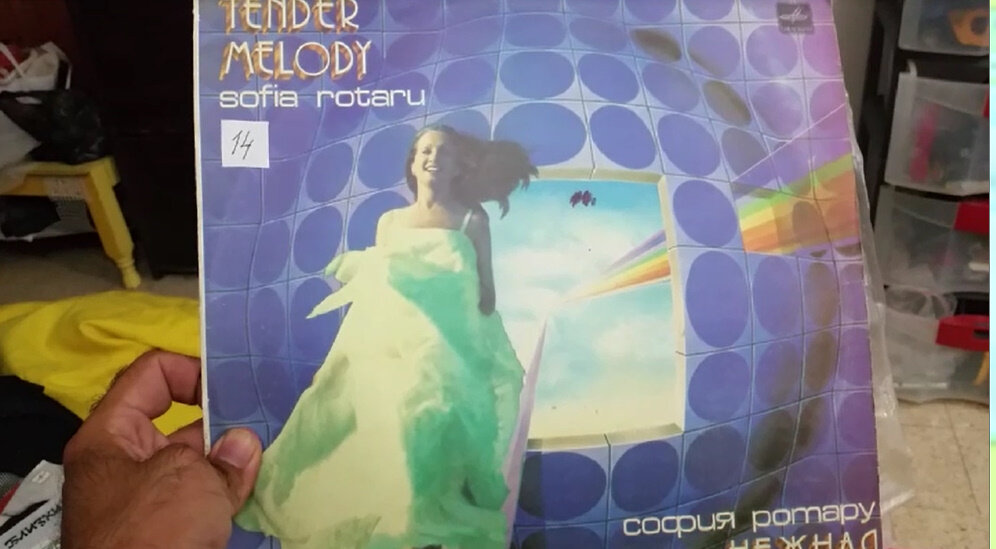 TENDER
MELODY
sofia rotaru
14
софия ротару
НЕЖНАЯ